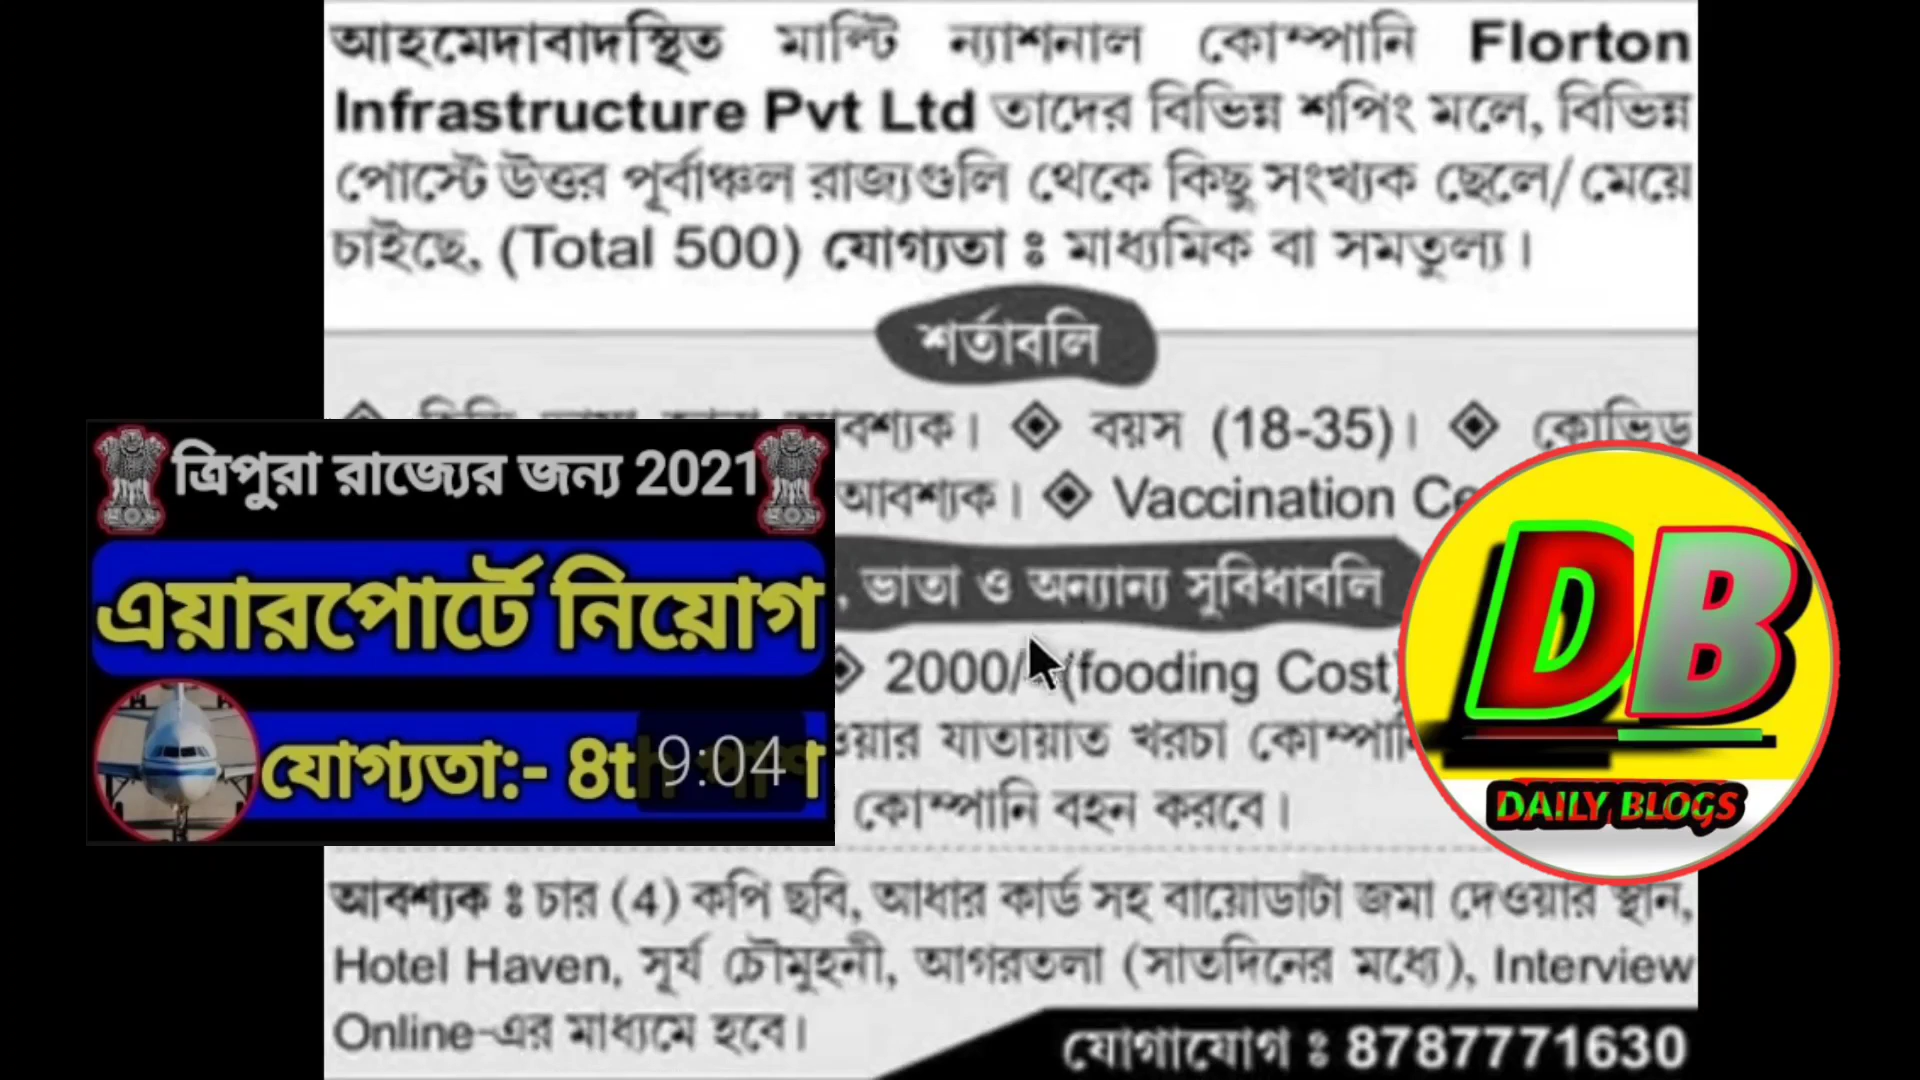 আহমেদাবাদস্থিত মাল্টি ন্যাশনাল কোম্পানি Florton
Infrastructure Pvt Ltd তাদের বিভিন্ন শপিং মলে, বিভিন্ন
পোস্টে উত্তর পূর্বাঞ্চল রাজ্যগুলি থেকে কিছু সংখ্যক ছেলে/মেয়ে
চাইছে, (Total 500) যোগ্যতা ঃ মাধ্যমিক বা সমতুল্য।
শর্তাবলি
বয়স (18-35)। ◈ কোভিড
আবশ্যক। ◈ Vaccination
, ভাতা ও অন্যান্য সুবিধাবলি
◈ 2000/- (fooding Cost)
যাতায়াত খরচা
কোম্পানি বহন করবে।
আবশ্যক ঃ চার (4) কপি ছবি, আধার কার্ড সহ বায়োডাটা জমা দেওয়ার স্থান,
Hotel Haven, সূর্য চৌমুহনী, আগরতলা (সাতদিনের মধ্যে), Interview
Online-এর মাধ্যমে হবে।
যোগাযোগ ঃ 8787771630
ত্রিপুরা রাজ্যের জন্য 2021
এয়ারপোর্টে নিয়োগ
যোগ্যতা:- 8t
9:04
DB
DAILY BLOGS